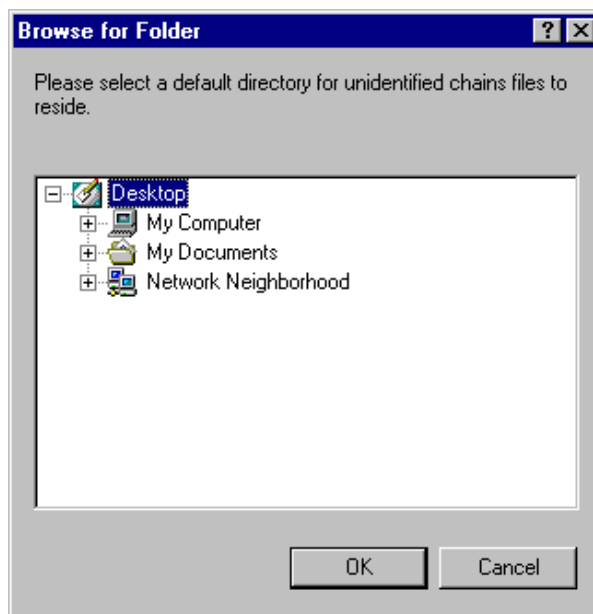 Browse for Folder
Please select a default directory for unidentified chains files to
reside.
Desktop
My Computer
My Documents
Network Neighborhood
OK
Cancel